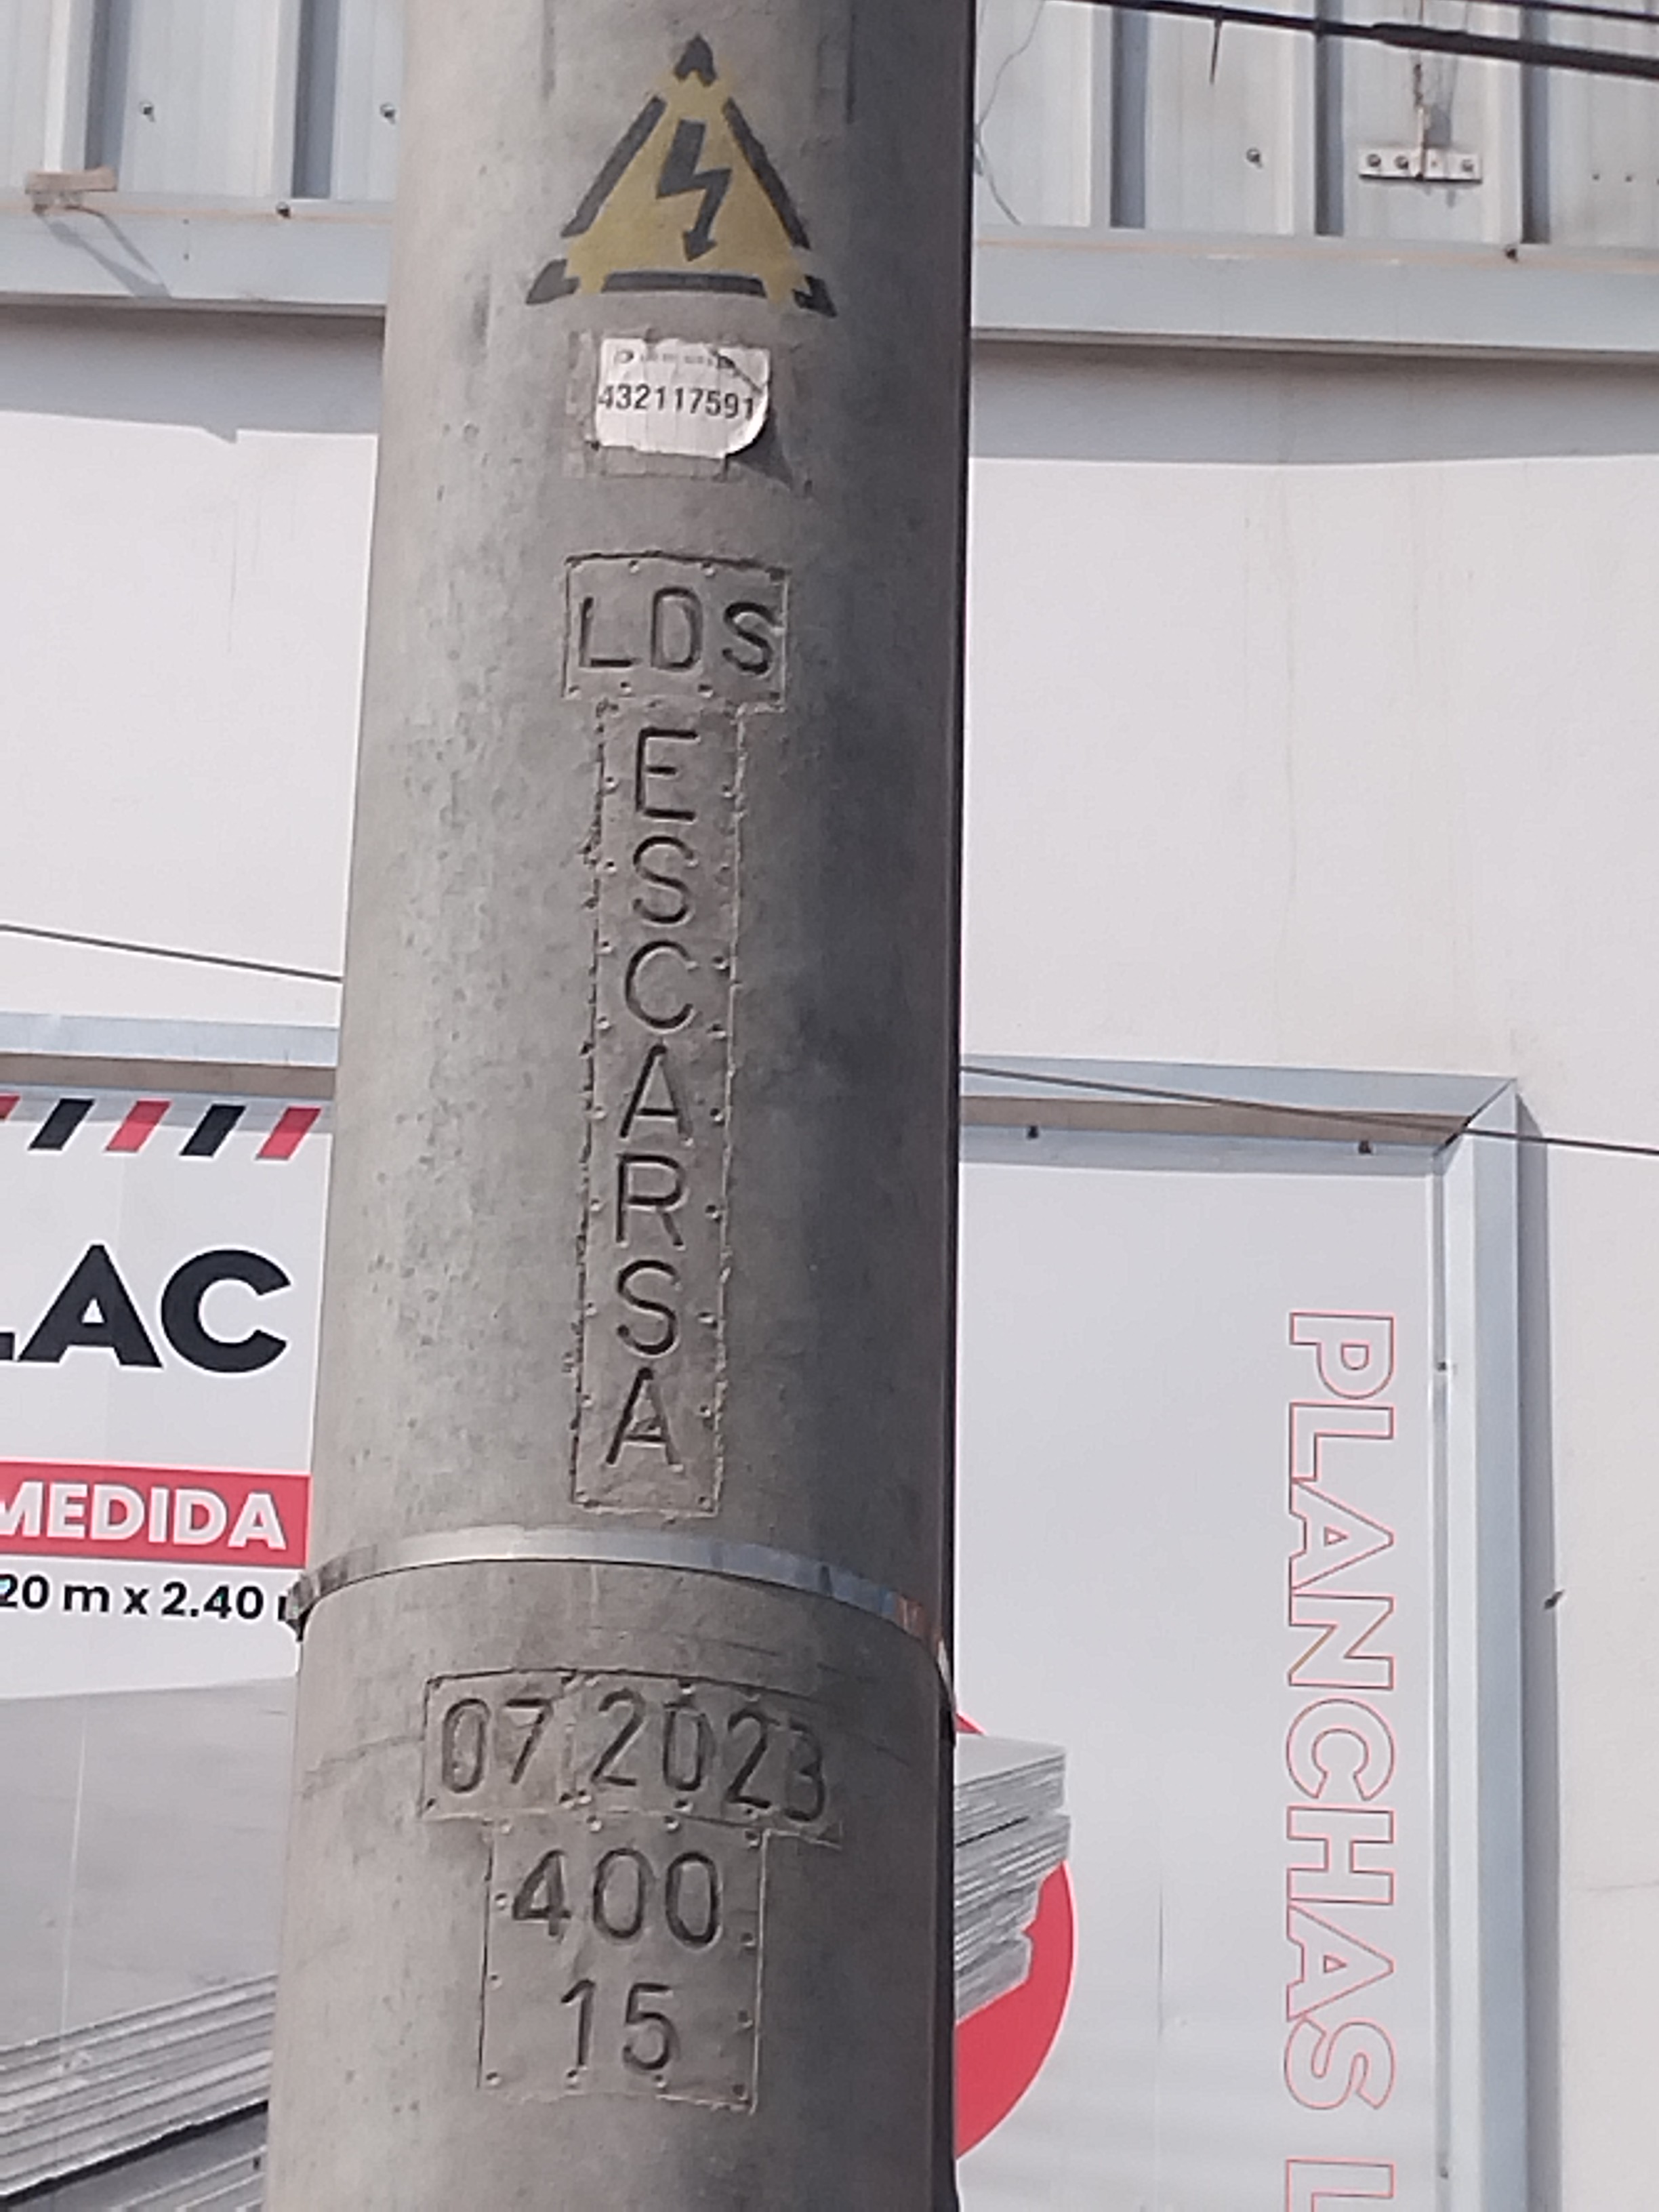 432117591
LDS
ESCARSA
07 2023
400
15
LAC
MEDIDA
20 m x 2.40
PLANCHAS L